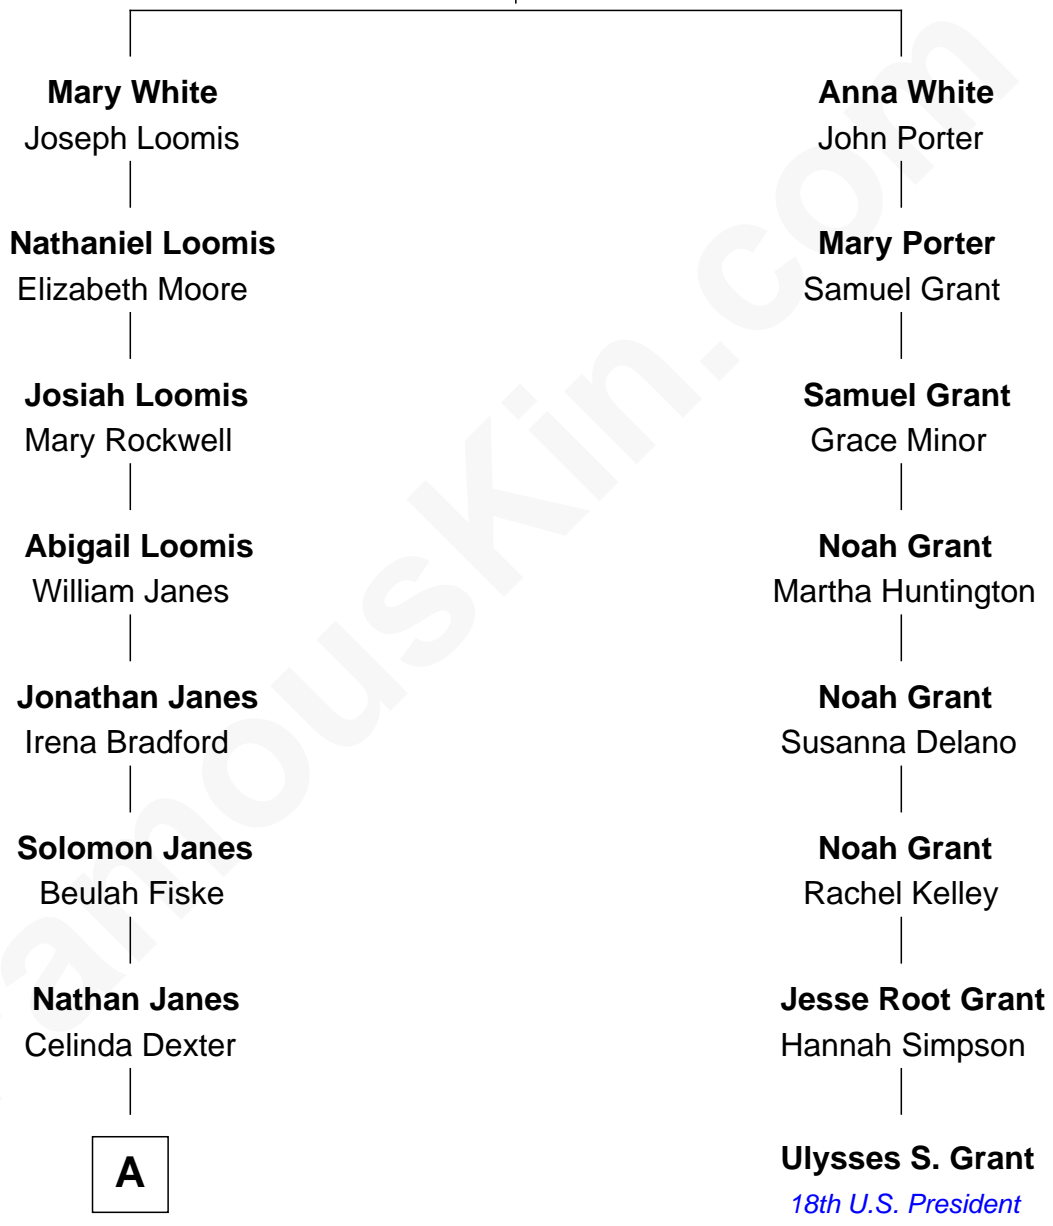 Mary White
Joseph Loomis
Nathaniel Loomis
Elizabeth Moore
Josiah Loomis
Mary Rockwell
Abigail Loomis
William Janes
Jonathan Janes
Irena Bradford
Solomon Janes
Beulah Fiske
Nathan Janes
Celinda Dexter
A
Anna White
John Porter
Mary Porter
Samuel Grant
Samuel Grant
Grace Minor
Noah Grant
Martha Huntington
Noah Grant
Susanna Delano
Noah Grant
Rachel Kelley
Jesse Root Grant
Hannah Simpson
Ulysses S. Grant
18th U.S. President
amouskin.com